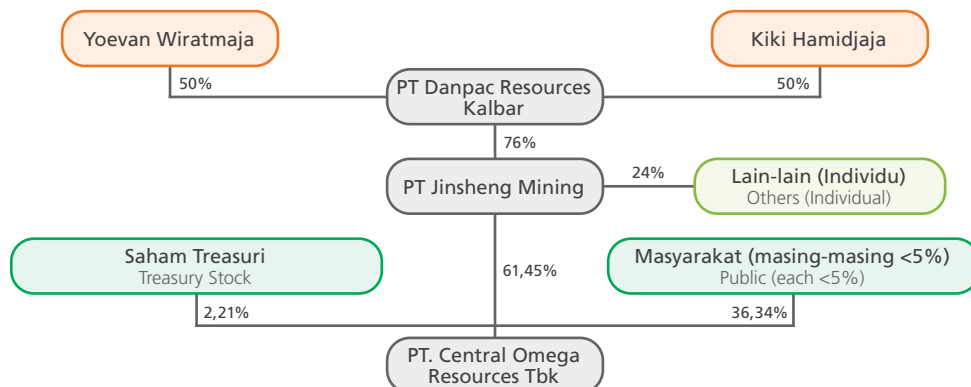 Yoevan Wiratmaja
Kiki Hamidjaja
50%
50%
PT Danpac Resources
Kalbar
76%
PT Jinsheng Mining
24%
Lain-lain (Individu)
Others (Individual)
Saham Treasuri
Treasury Stock
61,45%
Masyarakat (masing-masing <5%)
Public (each <5%)
2,21%
36,34%
PT. Central Omega
Resources Tbk